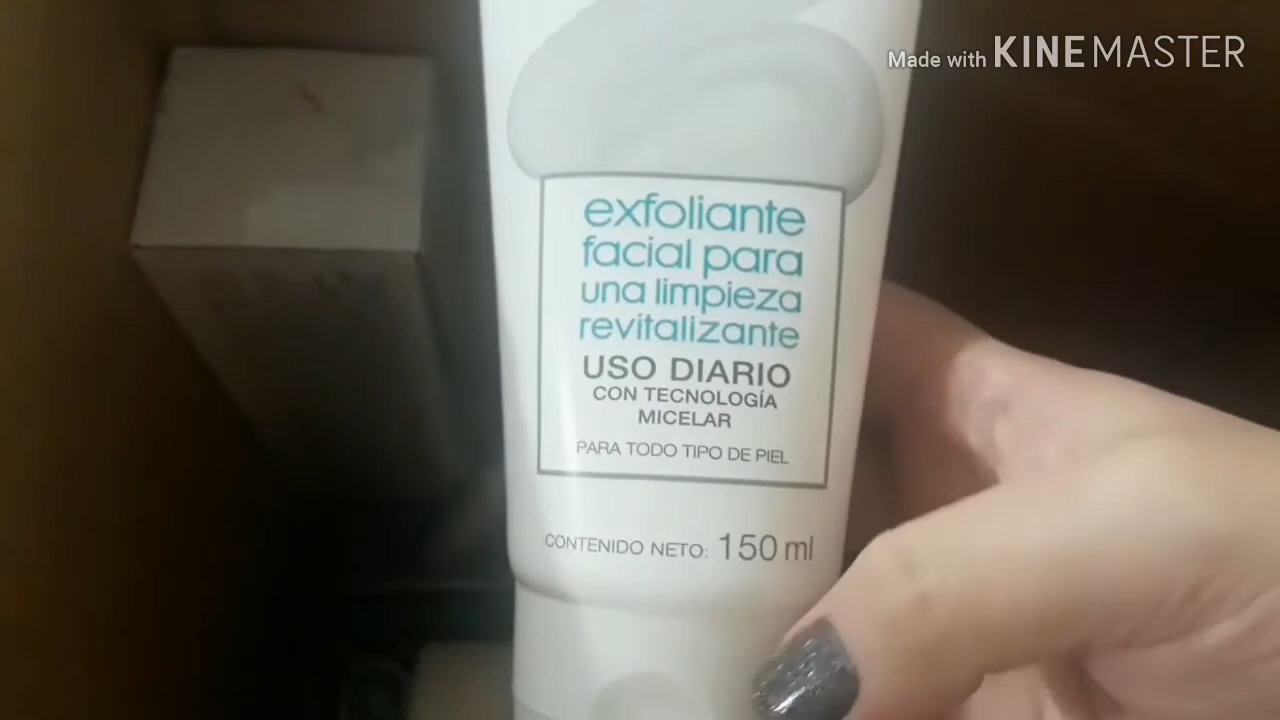 Made with KINEMASTER
exfoliante
facial para
una limpieza
revitalizante
USO DIARIO
CON TECNOLOGÍA
MICELAR
PARA TODO TIPO DE PIEL
CONTENIDO NETO: 150 ml